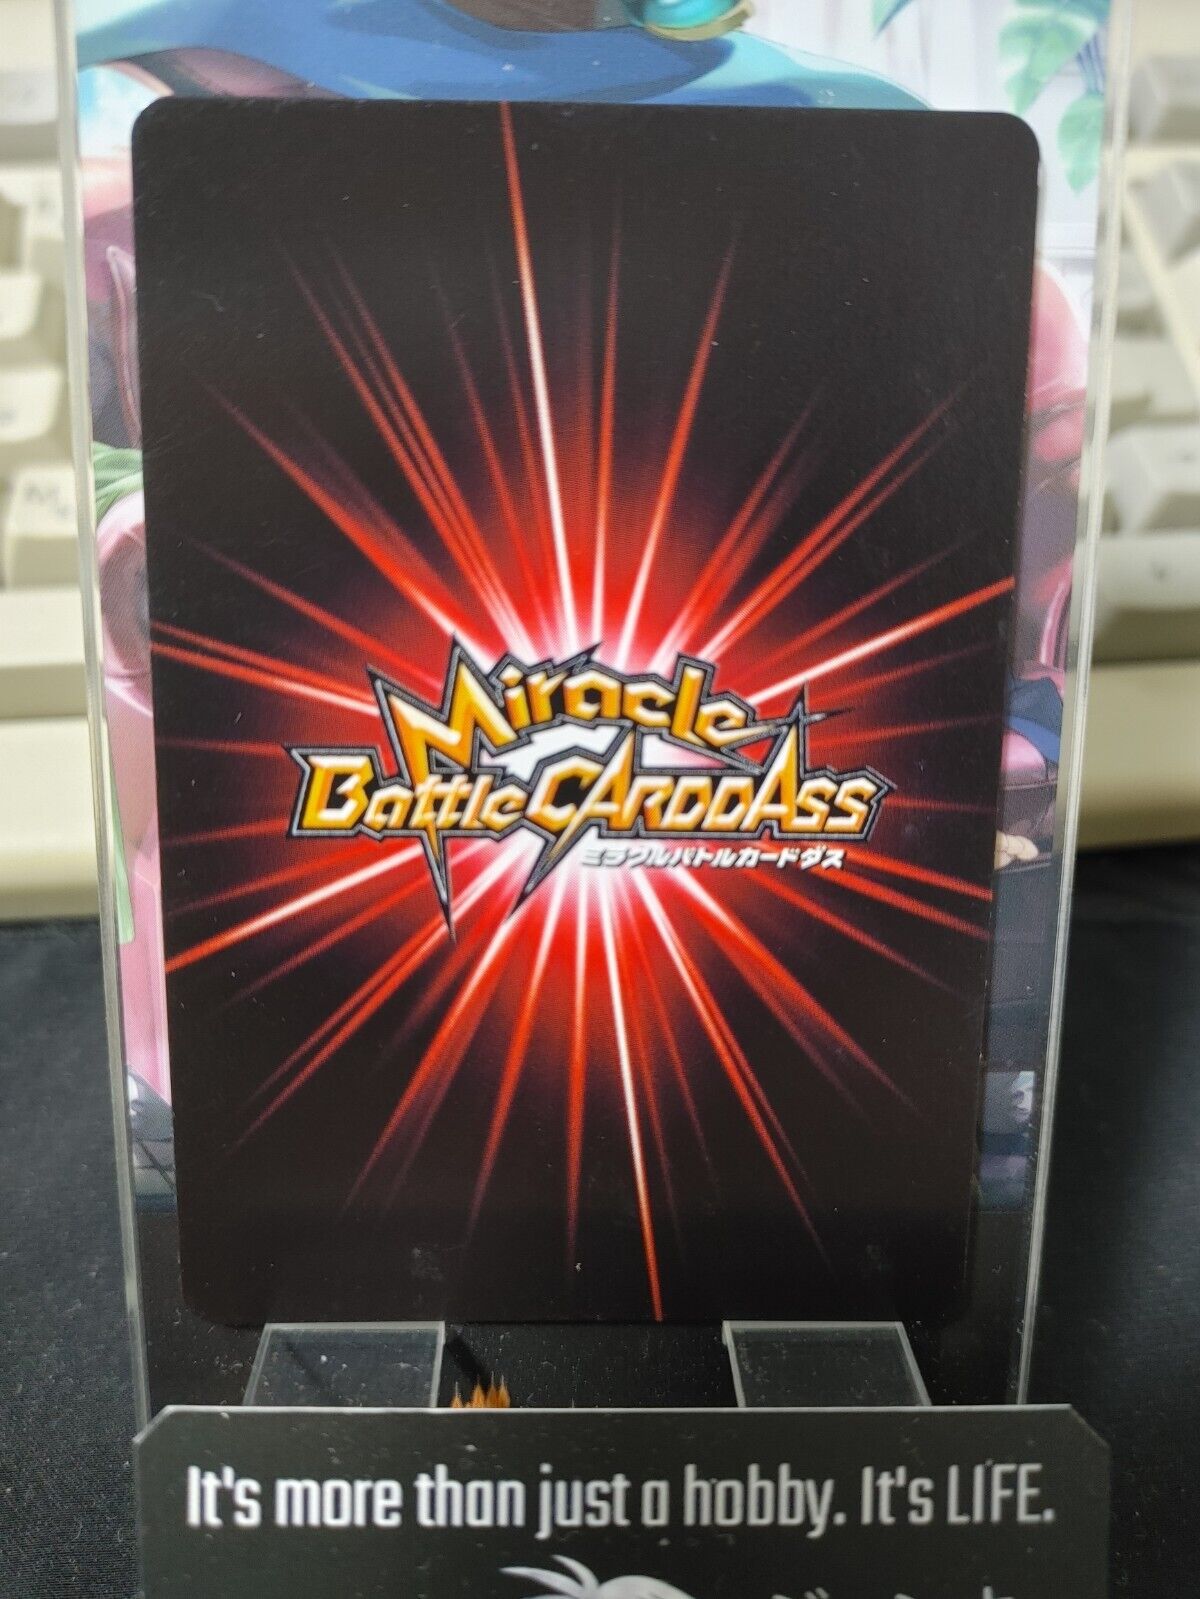 Miracle
Battle CARDDASS
ミラクルバトルカードダス
It's more than just a hobby. It's LIFE.